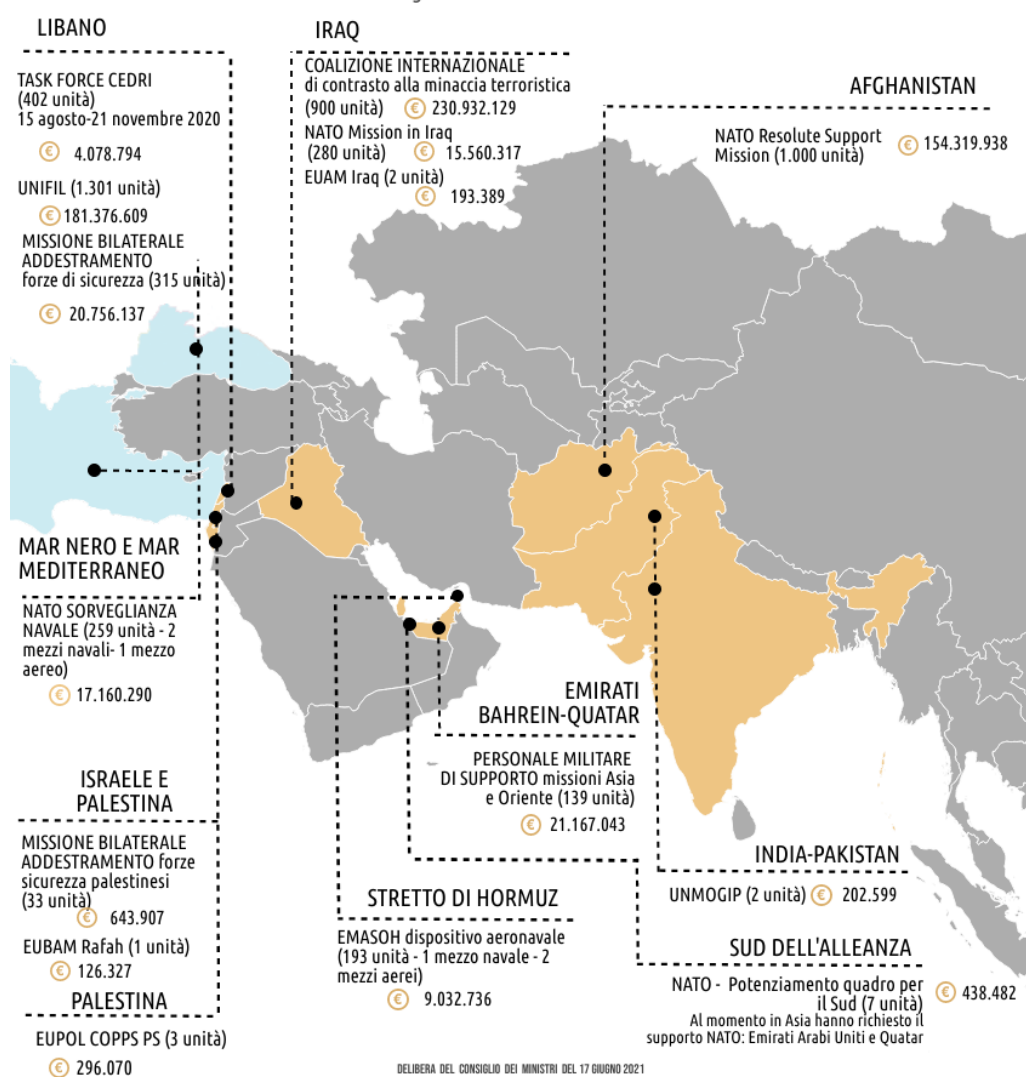 LIBANO
TASK FORCE CEDRI
(402 unità)
15 agosto-21 novembre 2020
€ 4.078.794
UNIFIL (1.301 unità)
€ 181.376.609
MISSIONE BILATERALE
ADDESTRAMENTO
forze di sicurezza (315 unità)
€ 20.756.137
IRAQ
COALIZIONE INTERNAZIONALE
di contrasto alla minaccia terroristica
(900 unità) € 230.932.129
NATO Mission in Iraq
(280 unità) € 15.560.317
EUAM Iraq (2 unità)
€ 193.389
AFGHANISTAN
NATO Resolute Support
Mission (1.000 unità)
€ 154.319.938
MAR NERO E MAR
MEDITERRANEO
NATO SORVEGLIANZA
NAVALE (259 unità - 2
mezzi navali- 1 mezzo
aereo)
€ 17.160.290
ISRAELE E
PALESTINA
MISSIONE BILATERALE
ADDESTRAMENTO forze
sicurezza palestinesi
(33 unità)
€ 643.907
EUBAM Rafah (1 unità)
€ 126.327
PALESTINA
EUPOL COPPS PS (3 unità)
€ 296.070
EMIRATI
BAHREIN-QUATAR
PERSONALE MILITARE
DI SUPPORTO missioni Asia
e Oriente (139 unità)
€ 21.167.043
STRETTO DI HORMUZ
EMASOH dispositivo aeronavale
(193 unità - 1 mezzo navale - 2
mezzi aerei)
€ 9.032.736
INDIA-PAKISTAN
UNMOGIP (2 unità) € 202.599
SUD DELL'ALLEANZA
NATO - Potenziamento quadro per
il Sud (7 unità)
€ 438.482
Al momento in Asia hanno richiesto il
supporto NATO: Emirati Arabi Uniti e Quatar
DELIBERA DEL CONSIGLIO DEI MINISTRI DEL 17 GIUGNO 2021